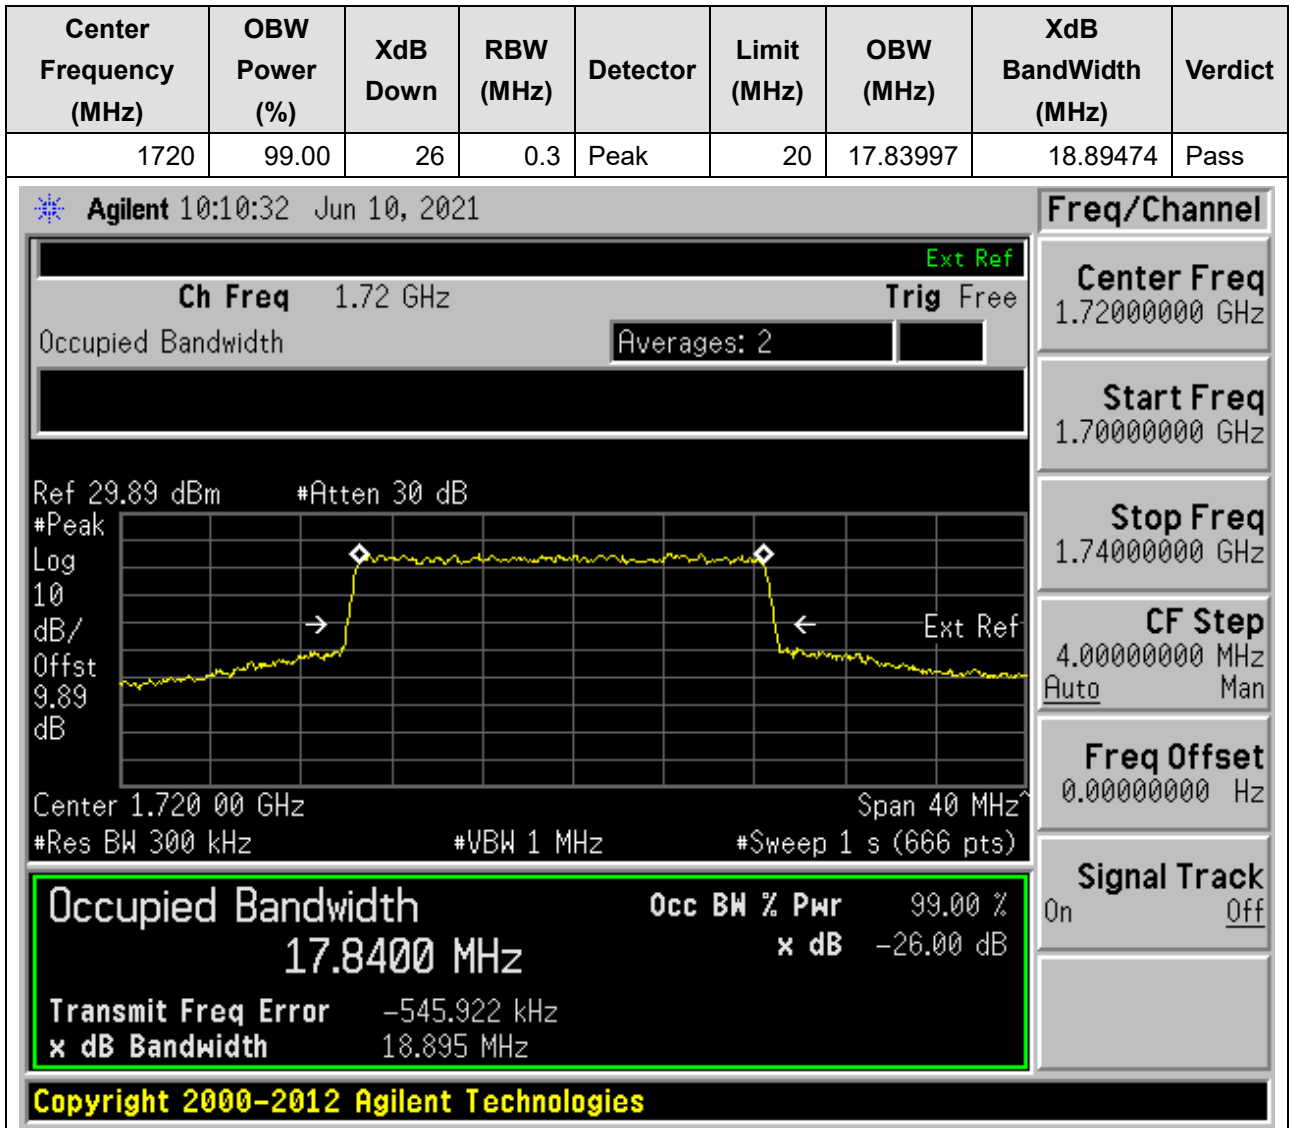 Center Frequency (MHz) OBW Power (%) XdB Down RBW (MHz) Detector Limit (MHz) OBW (MHz) XdB BandWidth (MHz) Verdict
1720 99.00 26 0.3 Peak 20 17.83997 18.89474 Pass
Agilent 10:10:32 Jun 10, 2021
Freq/Channel
Ext Ref
Ch Freq 1.72 GHz Trig Free
Occupied Bandwidth Averages: 2
Center Freq
1.72000000 GHz
Start Freq
1.70000000 GHz
Stop Freq
1.74000000 GHz
CF Step
4.00000000 MHz
Auto Man
Freq Offset
0.00000000 Hz
Signal Track
On Off
Ref 29.89 dBm #Atten 30 dB
#Peak
Log
10
dB/
Offst
9.89
dB
Ext Ref
Center 1.720 00 GHz Span 40 MHz^
#Res BW 300 kHz #VBW 1 MHz #Sweep 1 s (666 pts)
Occupied Bandwidth Occ BW % Pwr 99.00 %
17.8400 MHz x dB -26.00 dB
Transmit Freq Error -545.922 kHz
x dB Bandwidth 18.895 MHz
Copyright 2000-2012 Agilent Technologies